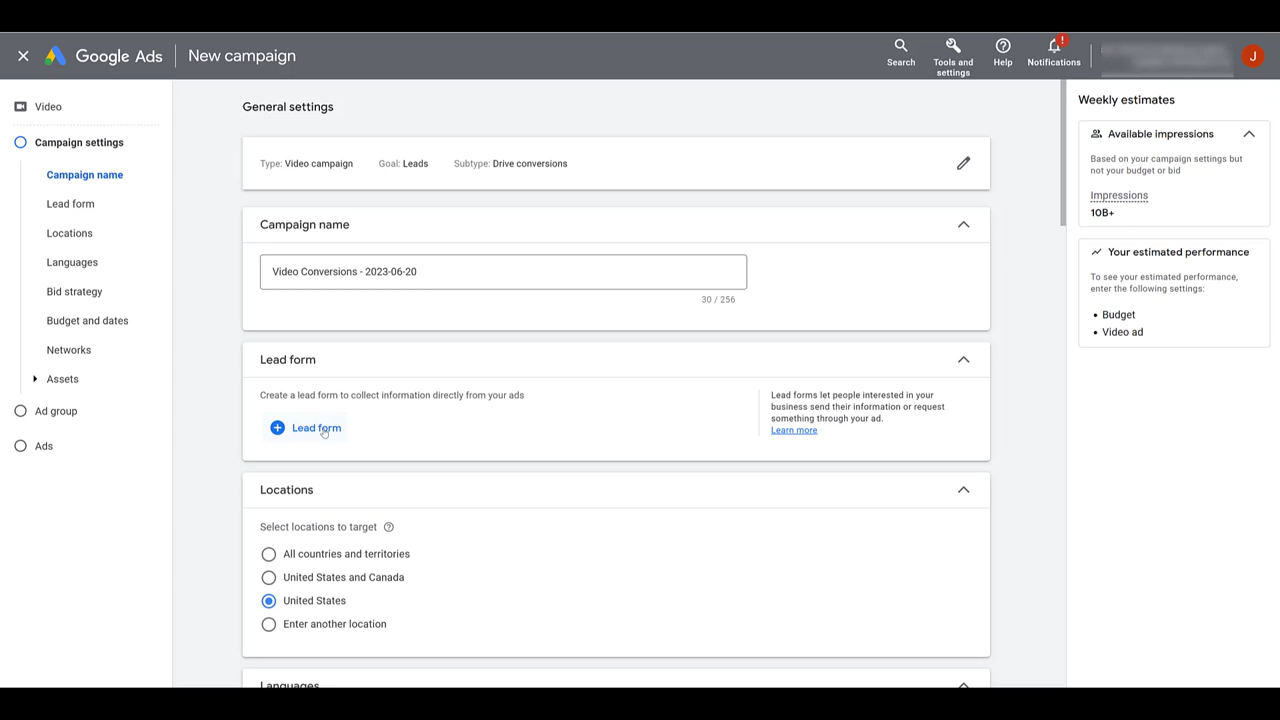 Google Ads
New campaign
Search
Tools and
settings
Help
Notifications
!
J
Video
Campaign settings
Campaign name
Lead form
Locations
Languages
Bid strategy
Budget and dates
Networks
Assets
Ad group
Ads
General settings
Type: Video campaign Goal: Leads Subtype: Drive conversions
Campaign name
Video Conversions - 2023-06-20
30 / 256
Lead form
Create a lead form to collect information directly from your ads
Lead form
Lead forms let people interested in your
business send their information or request
something through your ad.
Learn more
Locations
Select locations to target
All countries and territories
United States and Canada
United States
Enter another location
Languages
Weekly estimates
Available impressions
Based on your campaign settings but
not your budget or bid
Impressions
10B+
Your estimated performance
To see your estimated performance,
enter the following settings:
• Budget
• Video ad